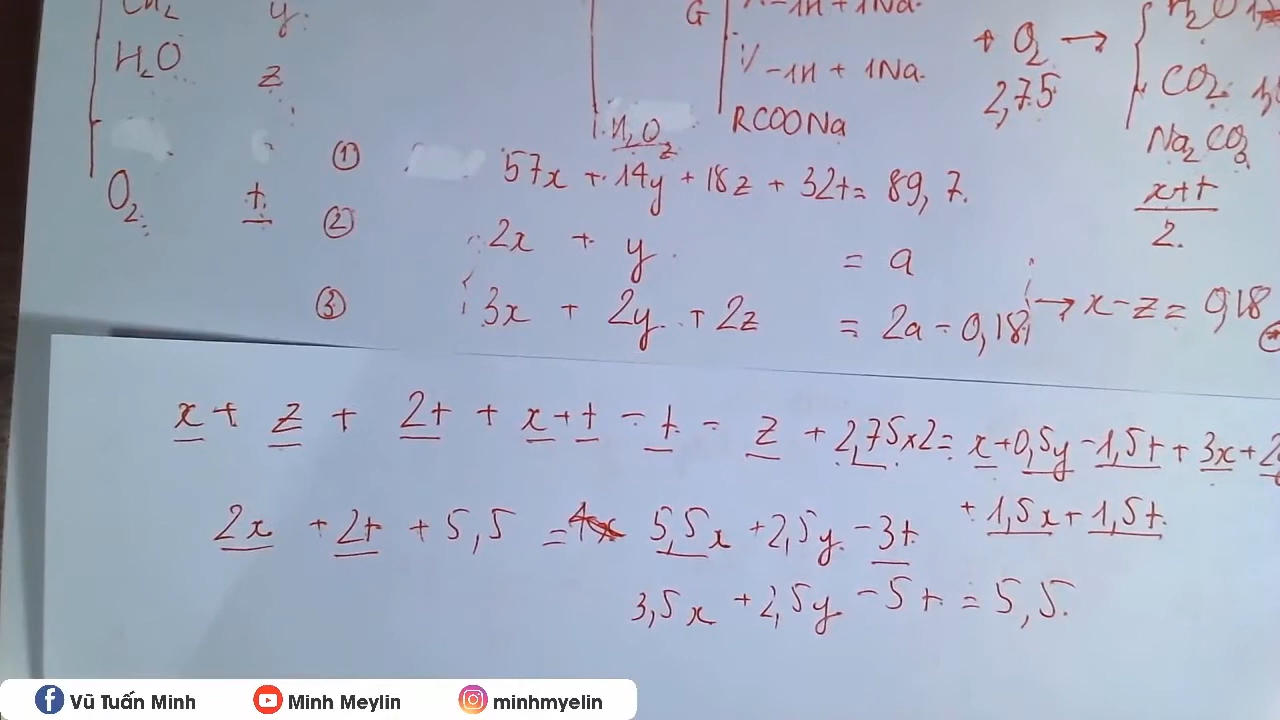 y
H₂O z
G -1H + 1Na.
-1H + 1Na.
RCOONa
+ O₂ →
2,75
CO₂
Na₂CO₃
x+t
2.
O₂ t
① 57x + 14y + 18z + 32t = 89,7.
② 2x + y = a
③ 3x + 2y + 2z = 2a - 0,18 → x - z = 0,18
x + z + 2t + x + t - t - z + 2,75x2 = x + 0,5y - 1,5t + 3x + 2
+ 1,5x + 1,5t
2x + 2t + 5,5 = 5,5x + 2,5y - 3t
3,5x + 2,5y - 5t = 5,5.
Vũ Tuấn Minh Minh Meylin minhmyelin